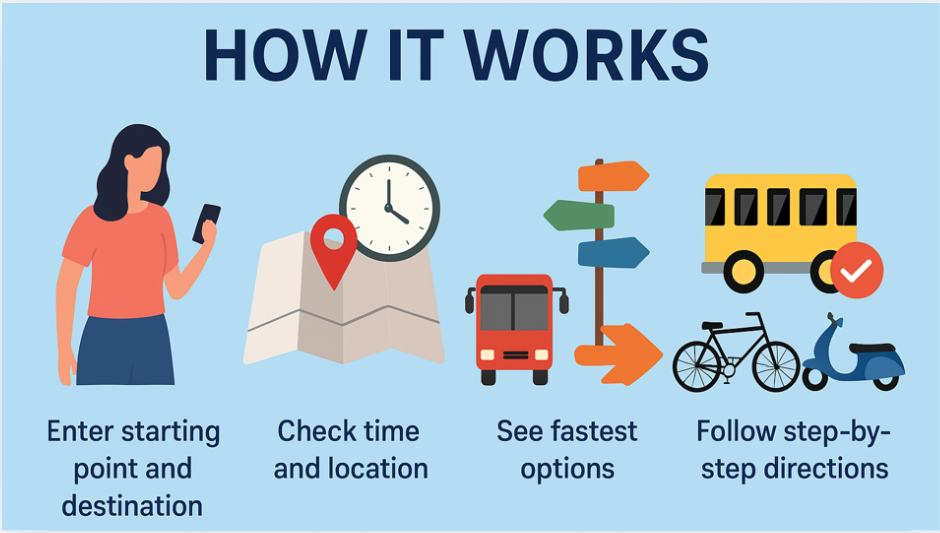 HOW IT WORKS
Enter starting
point and
destination
Check time
and location
See fastest
options
Follow step-by-
step directions